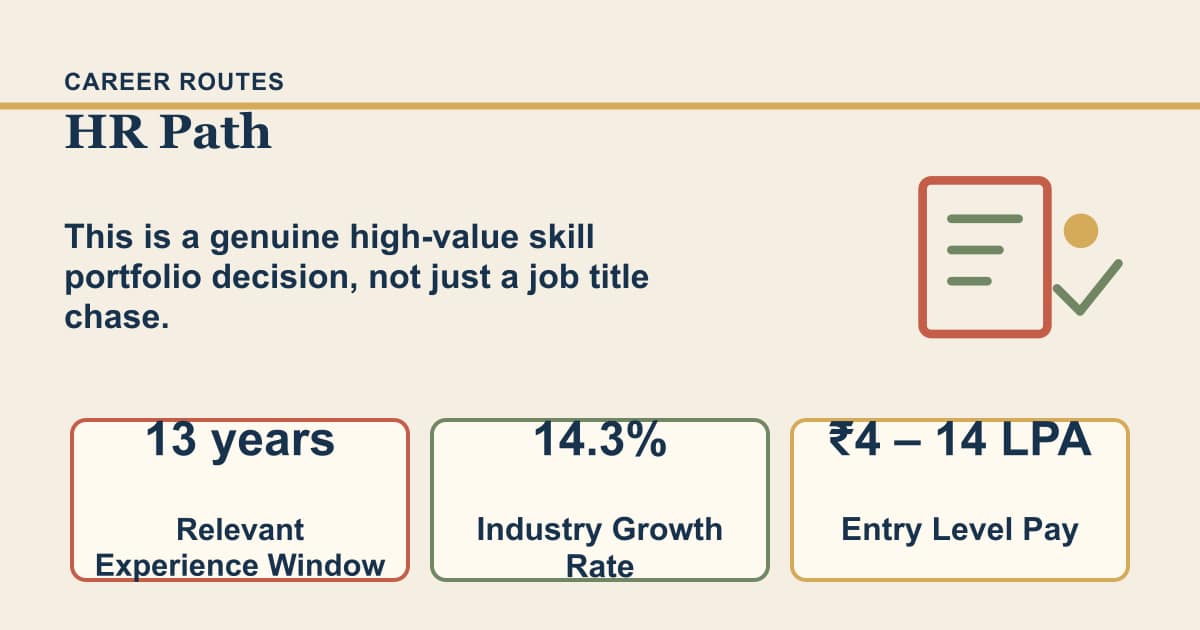 CAREER ROUTES
HR Path
This is a genuine high-value skill
portfolio decision, not just a job title
chase.
13 years
Relevant
Experience Window
14.3%
Industry Growth
Rate
₹4 – 14 LPA
Entry Level Pay